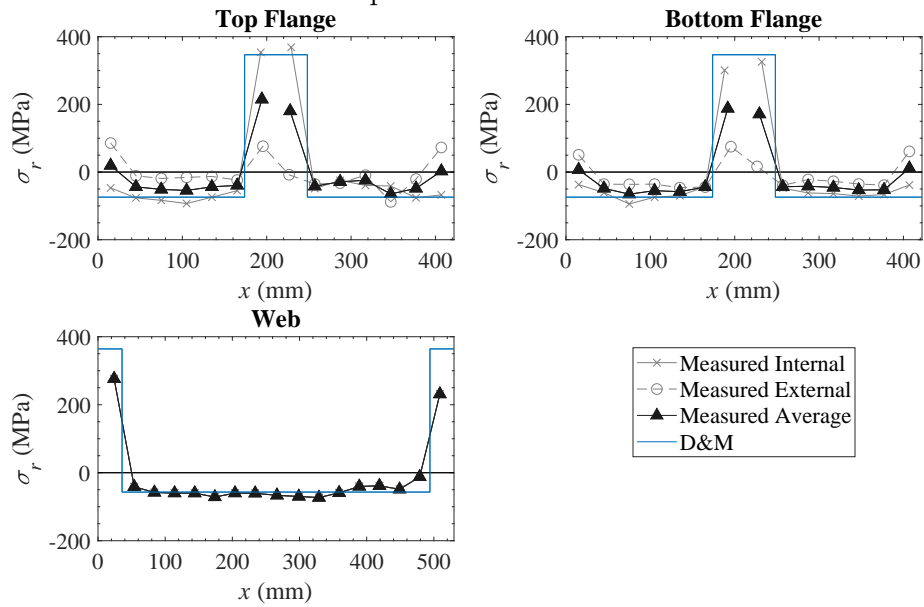 Top Flange
400
200
0
-200
σr (MPa)
0 100 200 300 400
x (mm)
Bottom Flange
400
200
0
-200
σr (MPa)
0 100 200 300 400
x (mm)
Web
400
200
0
-200
σr (MPa)
0 100 200 300 400 500
x (mm)
Measured Internal
Measured External
Measured Average
D&M